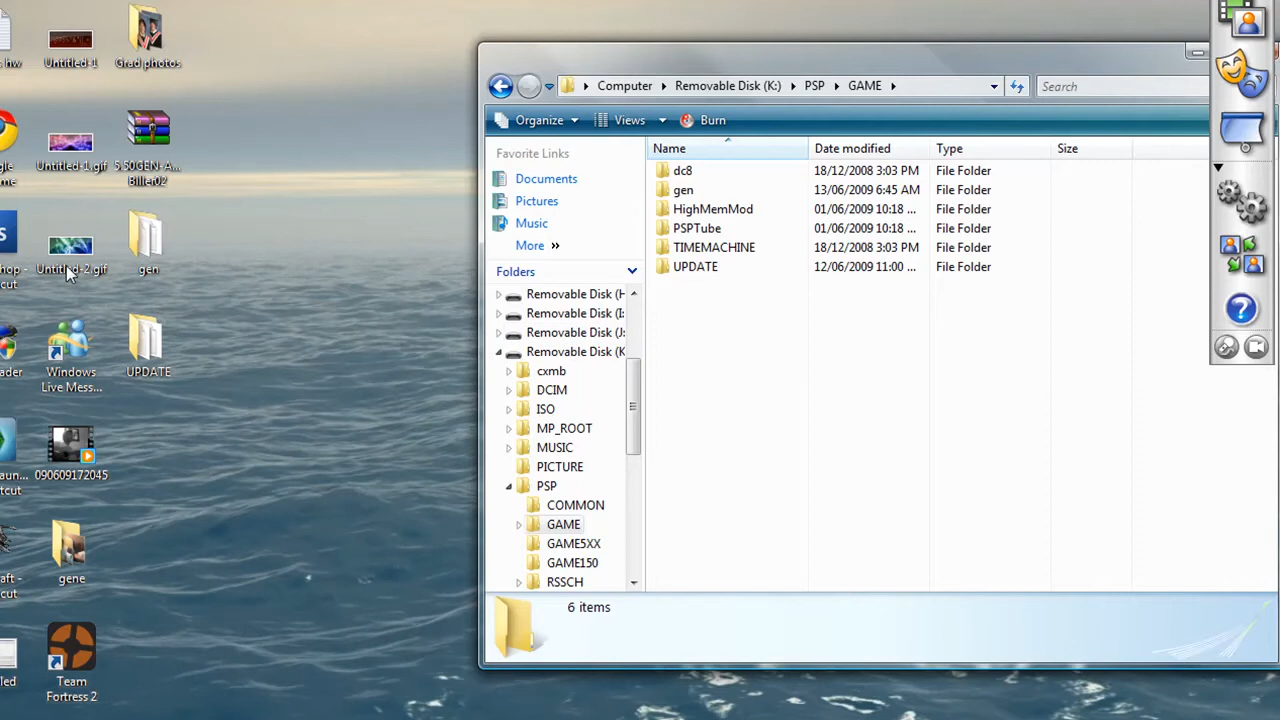 hw
Untitled-1
Grad photos
gle
me
Untitled-1.gif
5.50GEN-A...
Biller02
S
hop -
cut
Untitled-2.gif
gen
ader
Windows
Live Mess...
UPDATE
aun...
tcut
090609172045
aft -
cut
gene
led
Team
Fortress 2
Computer
Removable Disk (K:)
PSP
GAME
Search
Organize
Views
Burn
Favorite Links
Documents
Pictures
Music
More
Folders
Removable Disk (H
Removable Disk (I:
Removable Disk (J:
Removable Disk (K
cxmb
DCIM
ISO
MP_ROOT
MUSIC
PICTURE
PSP
COMMON
GAME
GAME5XX
GAME150
RSSCH
Name Date modified Type Size
dc8 18/12/2008 3:03 PM File Folder
gen 13/06/2009 6:45 AM File Folder
HighMemMod 01/06/2009 10:18 ... File Folder
PSPTube 01/06/2009 10:18 ... File Folder
TIMEMACHINE 18/12/2008 3:03 PM File Folder
UPDATE 12/06/2009 11:00 ... File Folder
6 items